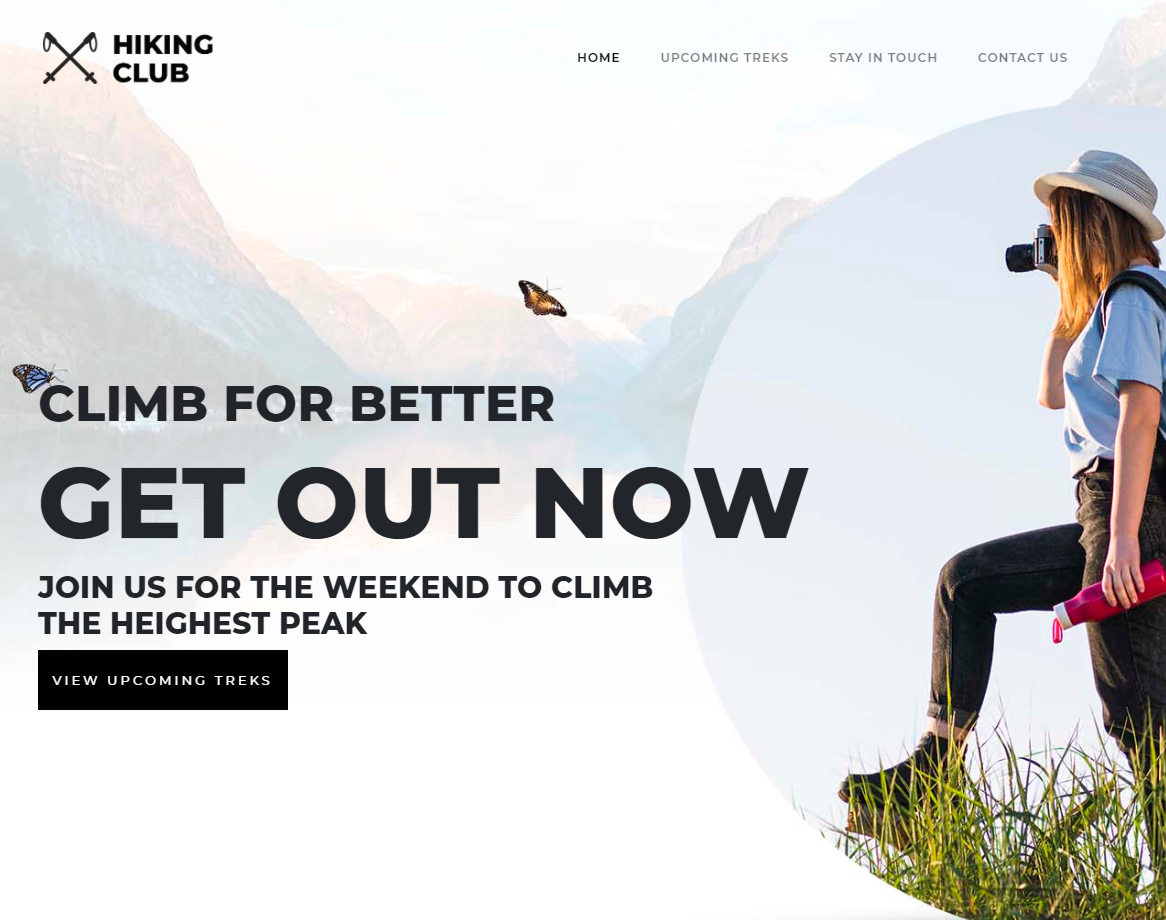 HIKING
CLUB
HOME UPCOMING TREKS STAY IN TOUCH CONTACT US
CLIMB FOR BETTER
GET OUT NOW
JOIN US FOR THE WEEKEND TO CLIMB
THE HEIGHEST PEAK
VIEW UPCOMING TREKS